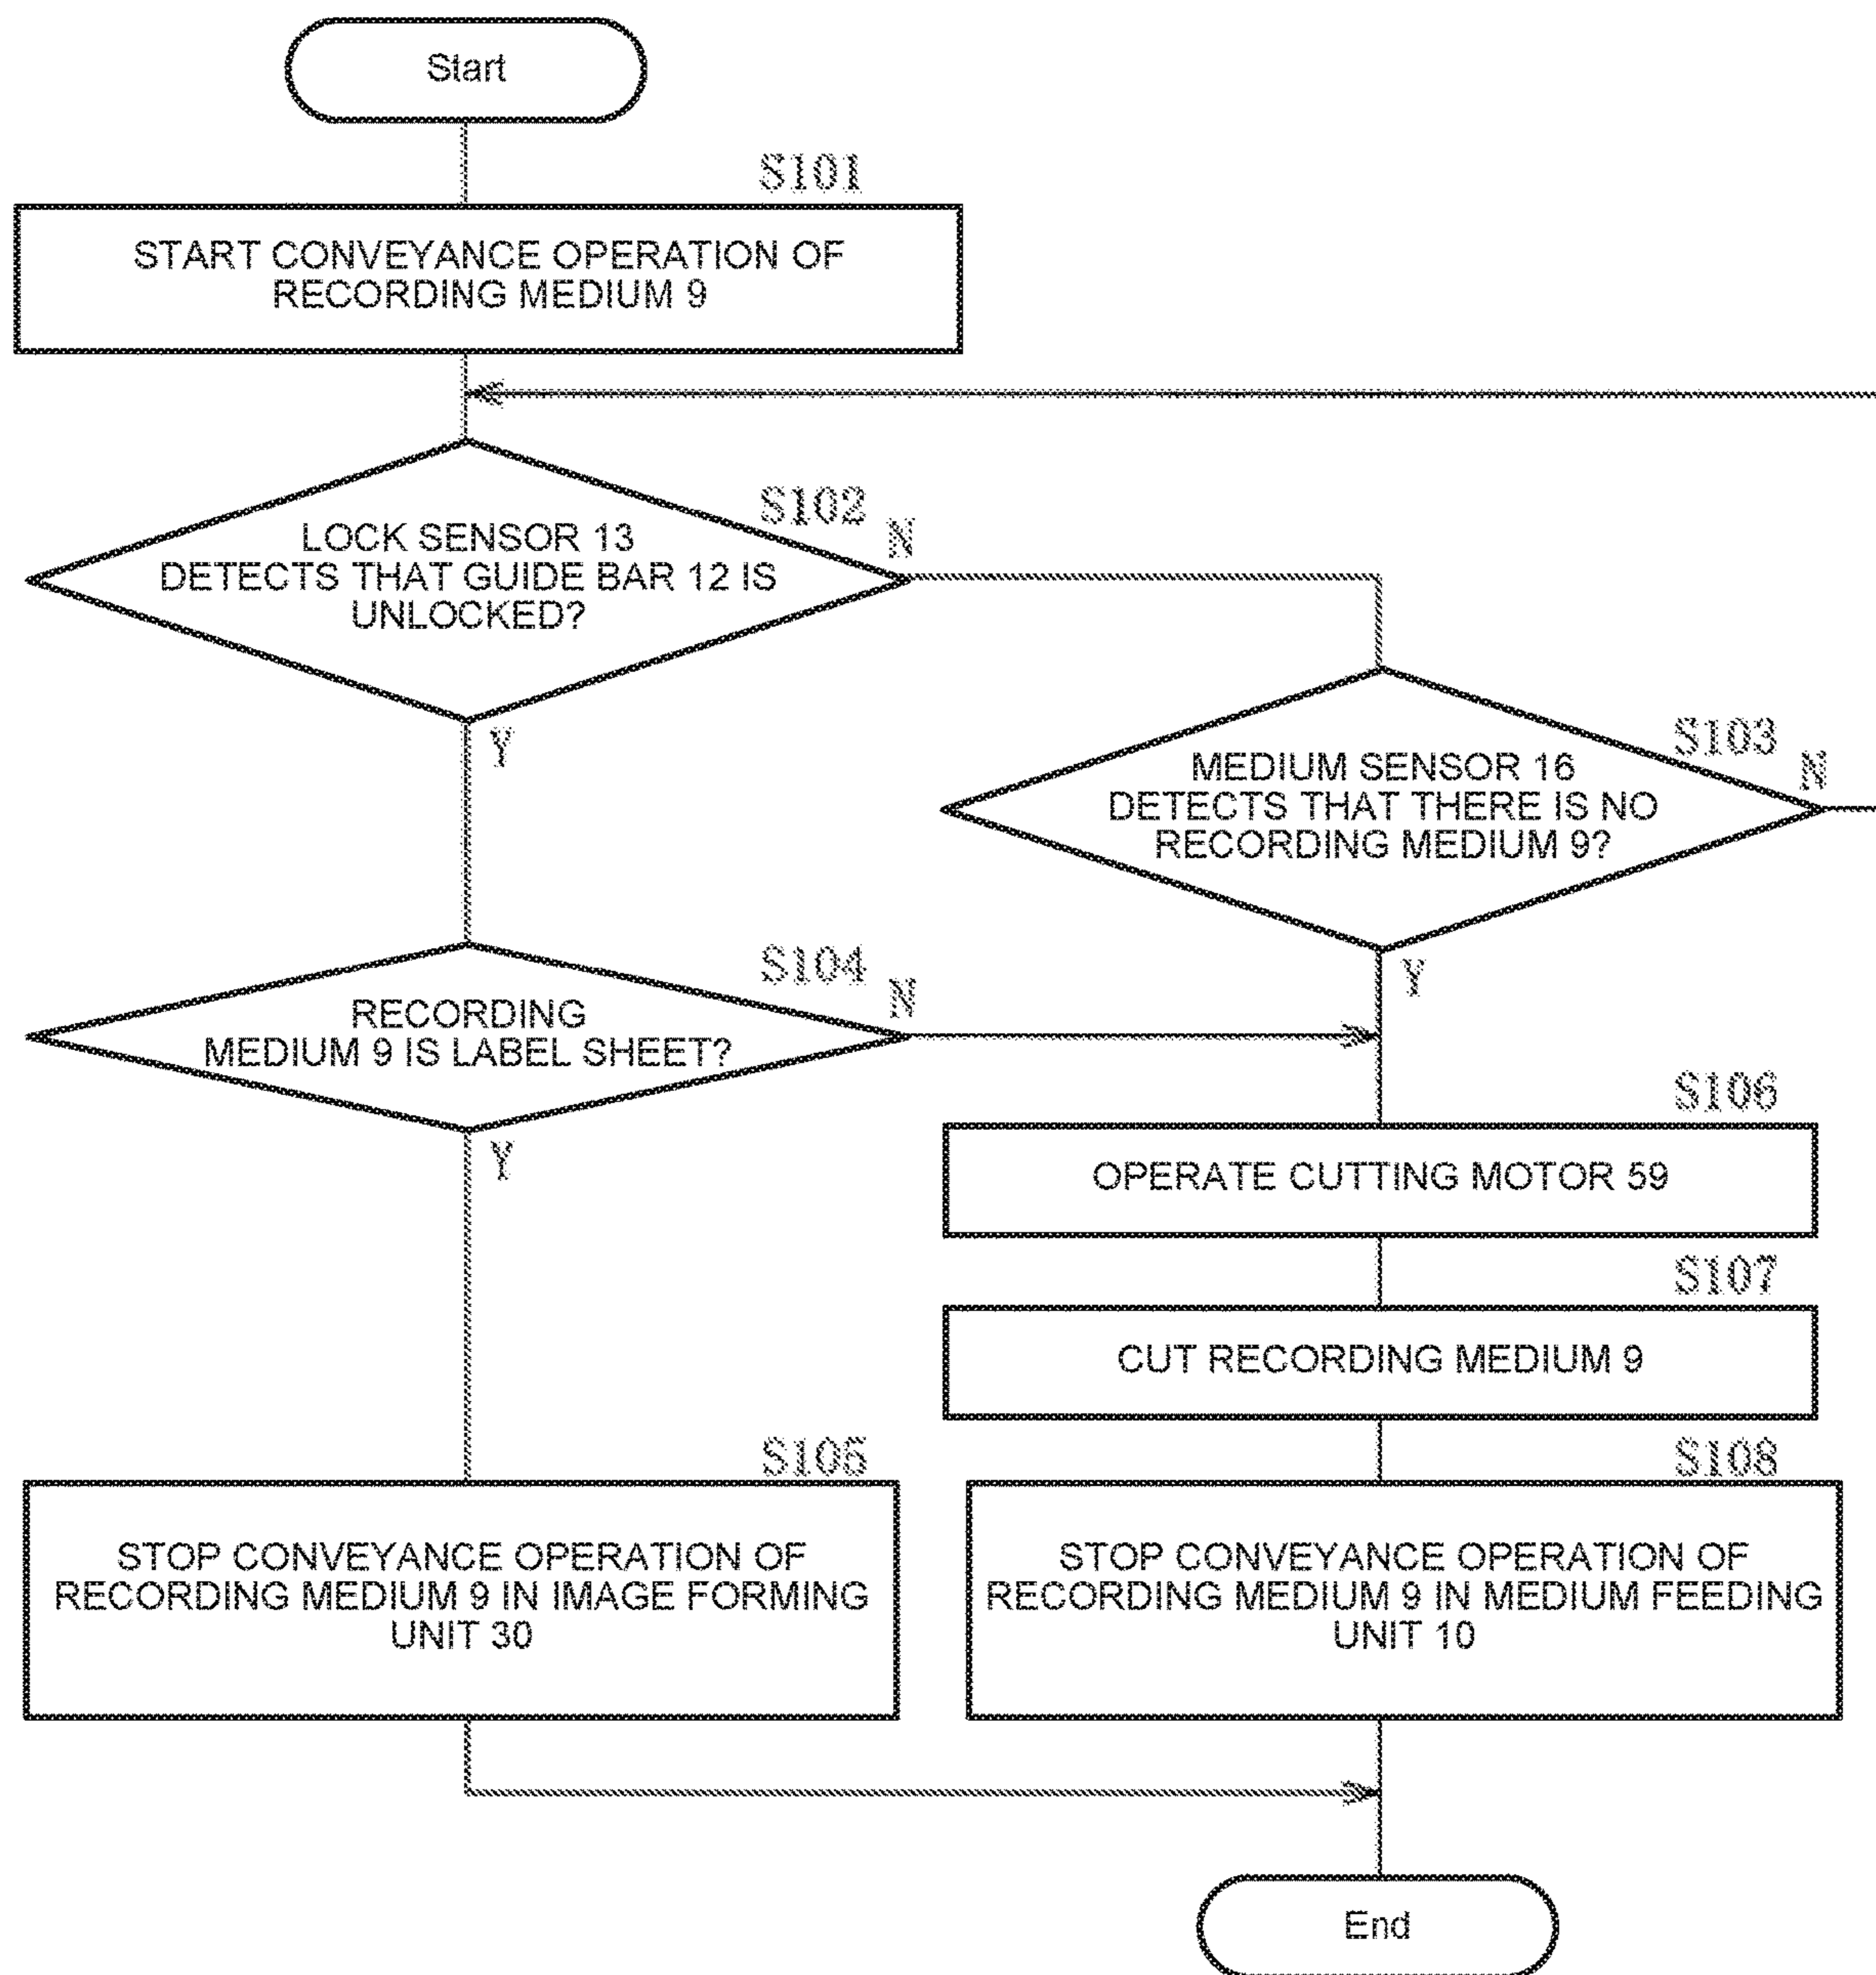 Start
S101
START CONVEYANCE OPERATION OF
RECORDING MEDIUM 9
S102
N
LOCK SENSOR 13
DETECTS THAT GUIDE BAR 12 IS
UNLOCKED?
Y
S103
N
MEDIUM SENSOR 16
DETECTS THAT THERE IS NO
RECORDING MEDIUM 9?
Y
S104
N
RECORDING
MEDIUM 9 IS LABEL SHEET?
Y
S106
OPERATE CUTTING MOTOR 59
S107
CUT RECORDING MEDIUM 9
S105
STOP CONVEYANCE OPERATION OF
RECORDING MEDIUM 9 IN IMAGE FORMING
UNIT 30
S108
STOP CONVEYANCE OPERATION OF
RECORDING MEDIUM 9 IN MEDIUM FEEDING
UNIT 10
End